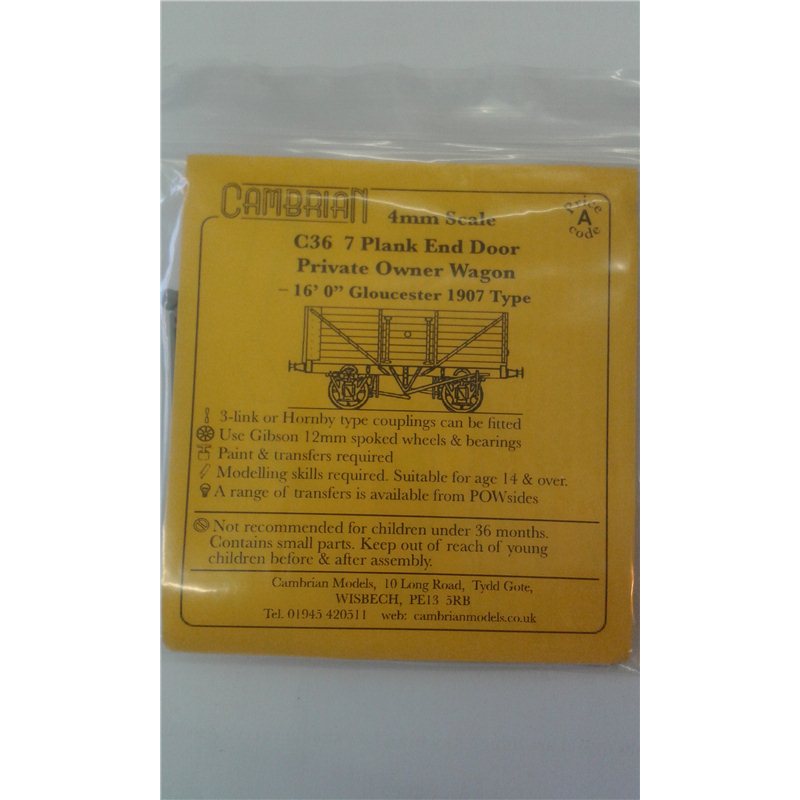 CAMBRIAN
4mm Scale
Price
A
code
C36 7 Plank End Door
Private Owner Wagon
– 16' 0" Gloucester 1907 Type
3-link or Hornby type couplings can be fitted
Use Gibson 12mm spoked wheels & bearings
Paint & transfers required
Modelling skills required. Suitable for age 14 & over.
A range of transfers is available from POWsides
Not recommended for children under 36 months.
Contains small parts. Keep out of reach of young
children before & after assembly.
Cambrian Models, 10 Long Road, Tydd Gote,
WISBECH, PE13 5RB
Tel. 01945 420511 web: cambrianmodels.co.uk